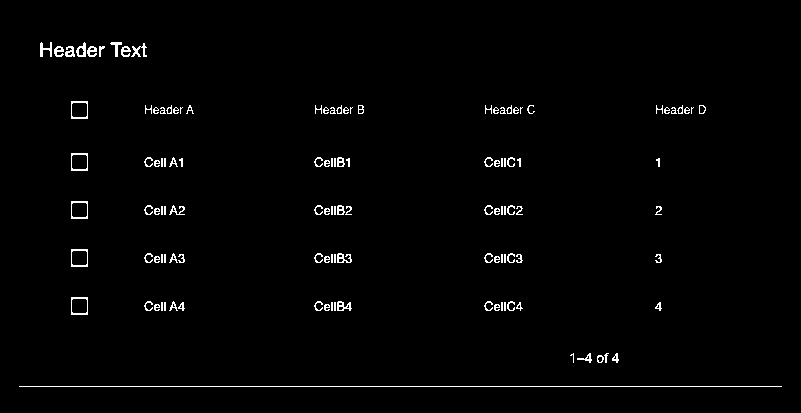 Header Text
Header A Header B Header C Header D
Cell A1 CellB1 CellC1 1
Cell A2 CellB2 CellC2 2
Cell A3 CellB3 CellC3 3
Cell A4 CellB4 CellC4 4
1–4 of 4